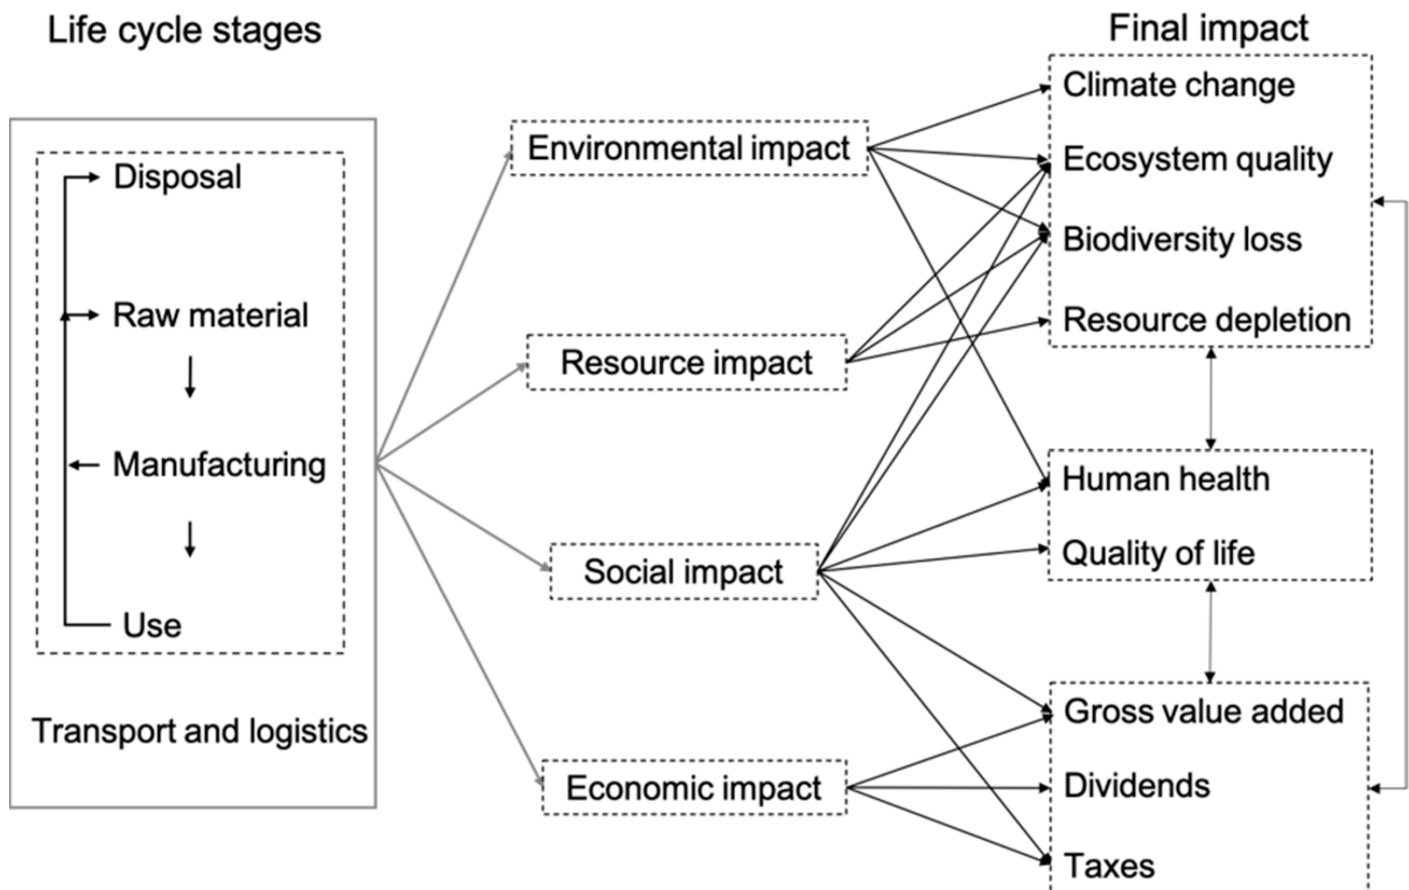 Life cycle stages
Disposal
Raw material
Manufacturing
Use
Transport and logistics
Environmental impact
Resource impact
Social impact
Economic impact
Final impact
Climate change
Ecosystem quality
Biodiversity loss
Resource depletion
Human health
Quality of life
Gross value added
Dividends
Taxes